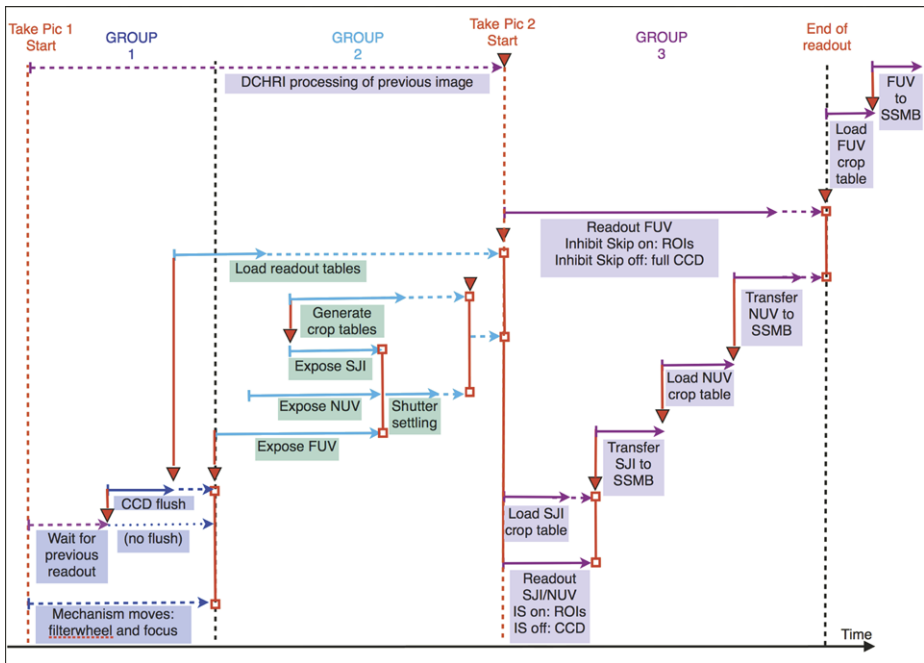 Take Pic 1
Start
GROUP
1
GROUP
2
Take Pic 2
Start
GROUP
3
End of
readout
DCHRI processing of previous image
FUV
to
SSMB
Load
FUV
crop
table
Readout FUV
Inhibit Skip on: ROIs
Inhibit Skip off: full CCD
Load readout tables
Transfer
NUV to
SSMB
Generate
crop tables
Expose SJI
Load NUV
crop table
Expose NUV
Shutter
settling
Expose FUV
Transfer
SJI to
SSMB
CCD flush
Load SJI
crop table
Wait for
previous
readout
(no flush)
Readout
SJI/NUV
IS on: ROIs
IS off: CCD
Mechanism moves:
filterwheel and focus
Time